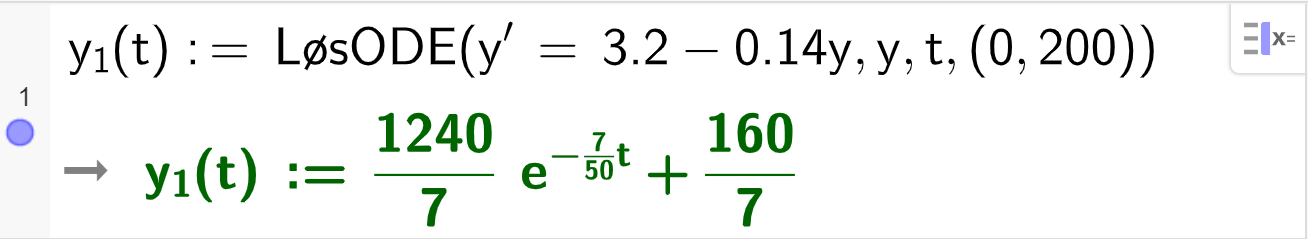 y₁(t) := LøsODE(y′ = 3.2 − 0.14y, y, t, (0, 200))
x=
1
→ y₁(t) := 1240/7 e^(−7/50 t) + 160/7